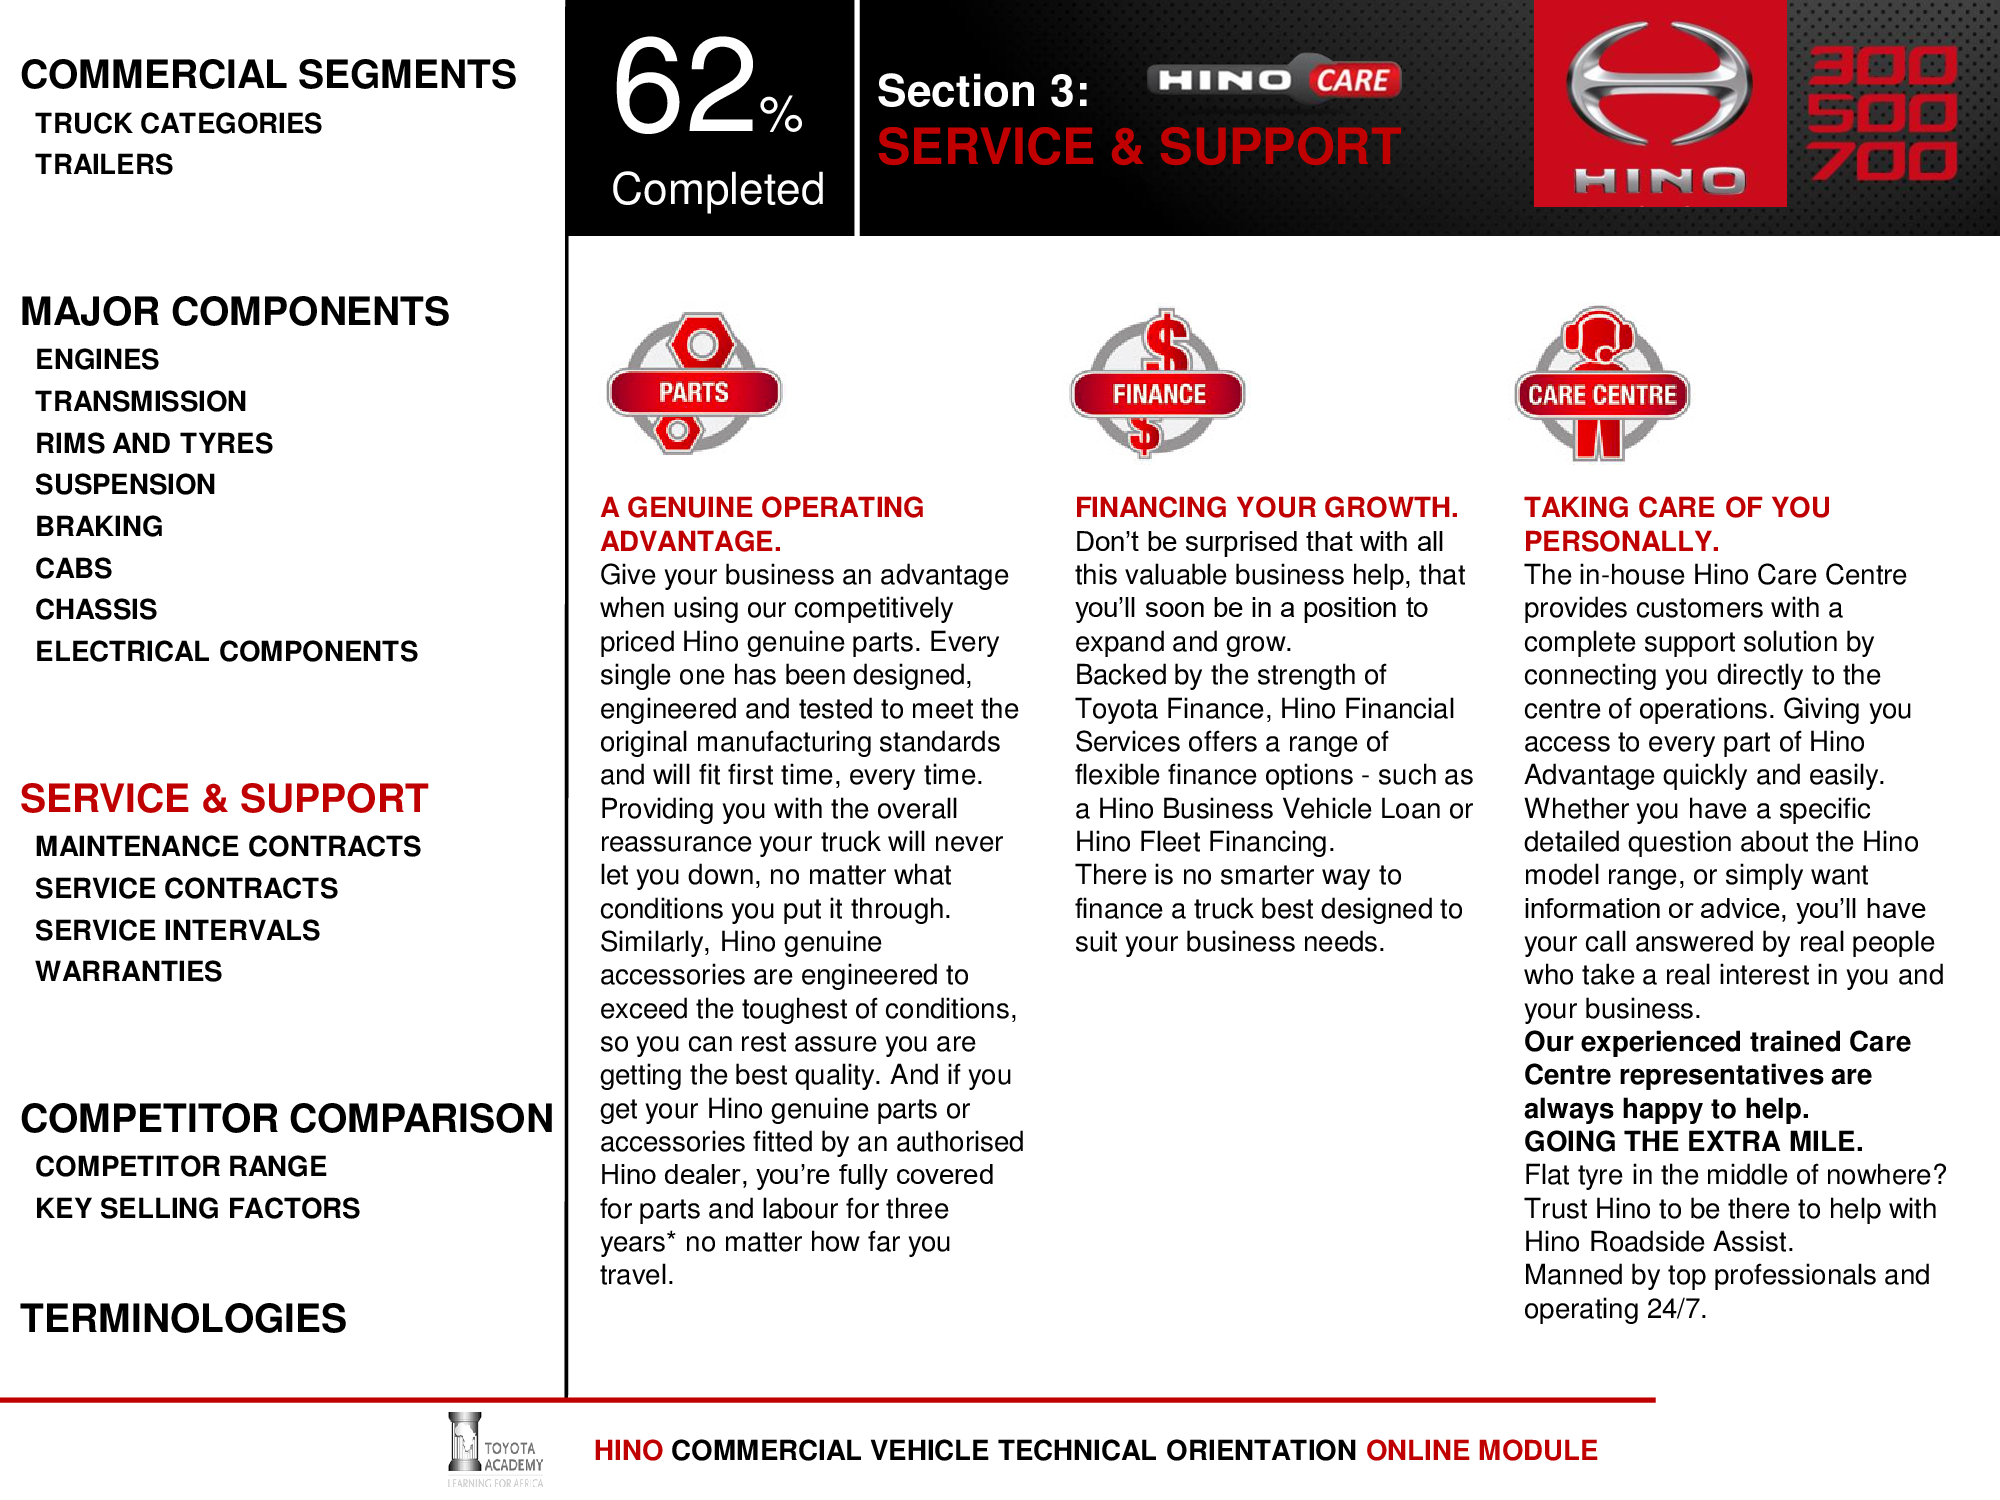 COMMERCIAL SEGMENTS
TRUCK CATEGORIES
TRAILERS
MAJOR COMPONENTS
ENGINES
TRANSMISSION
RIMS AND TYRES
SUSPENSION
BRAKING
CABS
CHASSIS
ELECTRICAL COMPONENTS
SERVICE & SUPPORT
MAINTENANCE CONTRACTS
SERVICE CONTRACTS
SERVICE INTERVALS
WARRANTIES
COMPETITOR COMPARISON
COMPETITOR RANGE
KEY SELLING FACTORS
TERMINOLOGIES
62%
Completed
Section 3:
HINO CARE
SERVICE & SUPPORT
HINO
300
500
700
PARTS
A GENUINE OPERATING
ADVANTAGE.
Give your business an advantage
when using our competitively
priced Hino genuine parts. Every
single one has been designed,
engineered and tested to meet the
original manufacturing standards
and will fit first time, every time.
Providing you with the overall
reassurance your truck will never
let you down, no matter what
conditions you put it through.
Similarly, Hino genuine
accessories are engineered to
exceed the toughest of conditions,
so you can rest assure you are
getting the best quality. And if you
get your Hino genuine parts or
accessories fitted by an authorised
Hino dealer, you’re fully covered
for parts and labour for three
years* no matter how far you
travel.
FINANCE
FINANCING YOUR GROWTH.
Don’t be surprised that with all
this valuable business help, that
you’ll soon be in a position to
expand and grow.
Backed by the strength of
Toyota Finance, Hino Financial
Services offers a range of
flexible finance options - such as
a Hino Business Vehicle Loan or
Hino Fleet Financing.
There is no smarter way to
finance a truck best designed to
suit your business needs.
CARE CENTRE
TAKING CARE OF YOU
PERSONALLY.
The in-house Hino Care Centre
provides customers with a
complete support solution by
connecting you directly to the
centre of operations. Giving you
access to every part of Hino
Advantage quickly and easily.
Whether you have a specific
detailed question about the Hino
model range, or simply want
information or advice, you’ll have
your call answered by real people
who take a real interest in you and
your business.
Our experienced trained Care
Centre representatives are
always happy to help.
GOING THE EXTRA MILE.
Flat tyre in the middle of nowhere?
Trust Hino to be there to help with
Hino Roadside Assist.
Manned by top professionals and
operating 24/7.
TOYOTA
ACADEMY
LEARNING FOR AFRICA
HINO COMMERCIAL VEHICLE TECHNICAL ORIENTATION ONLINE MODULE